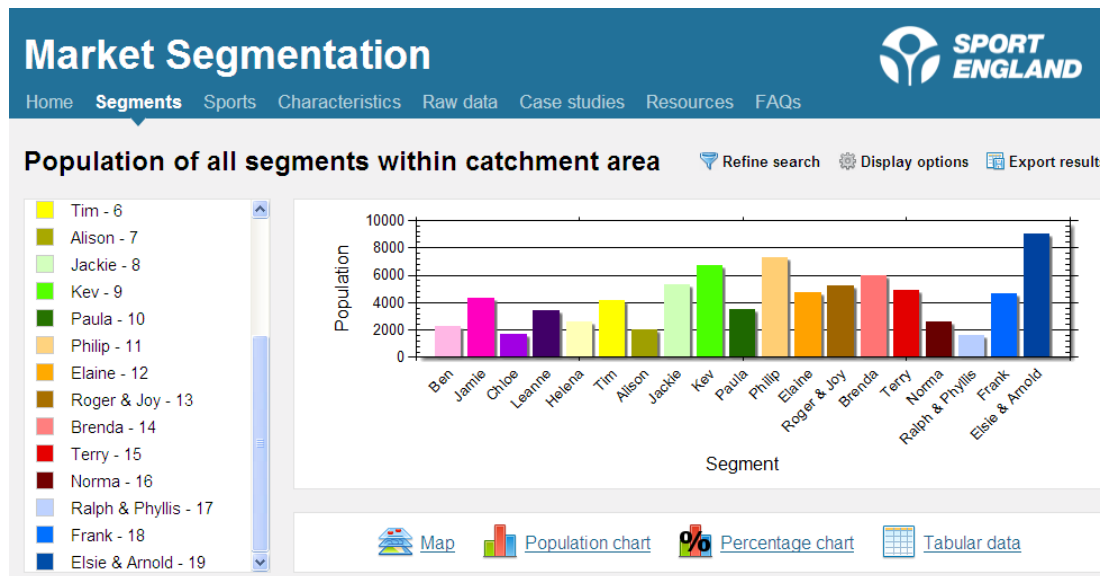 Market Segmentation
SPORT
ENGLAND
Home Segments Sports Characteristics Raw data Case studies Resources FAQs
Population of all segments within catchment area
Refine search Display options Export results
Tim - 6
Alison - 7
Jackie - 8
Kev - 9
Paula - 10
Philip - 11
Elaine - 12
Roger & Joy - 13
Brenda - 14
Terry - 15
Norma - 16
Ralph & Phyllis - 17
Frank - 18
Elsie & Arnold - 19
Population
10000
8000
6000
4000
2000
0
Ben Jamie Chloe Leanne Helena Tim Alison Jackie Kev Paula Philip Elaine Roger & Joy Brenda Terry Norma Ralph & Phyllis Frank Elsie & Arnold
Segment
Map Population chart % Percentage chart Tabular data